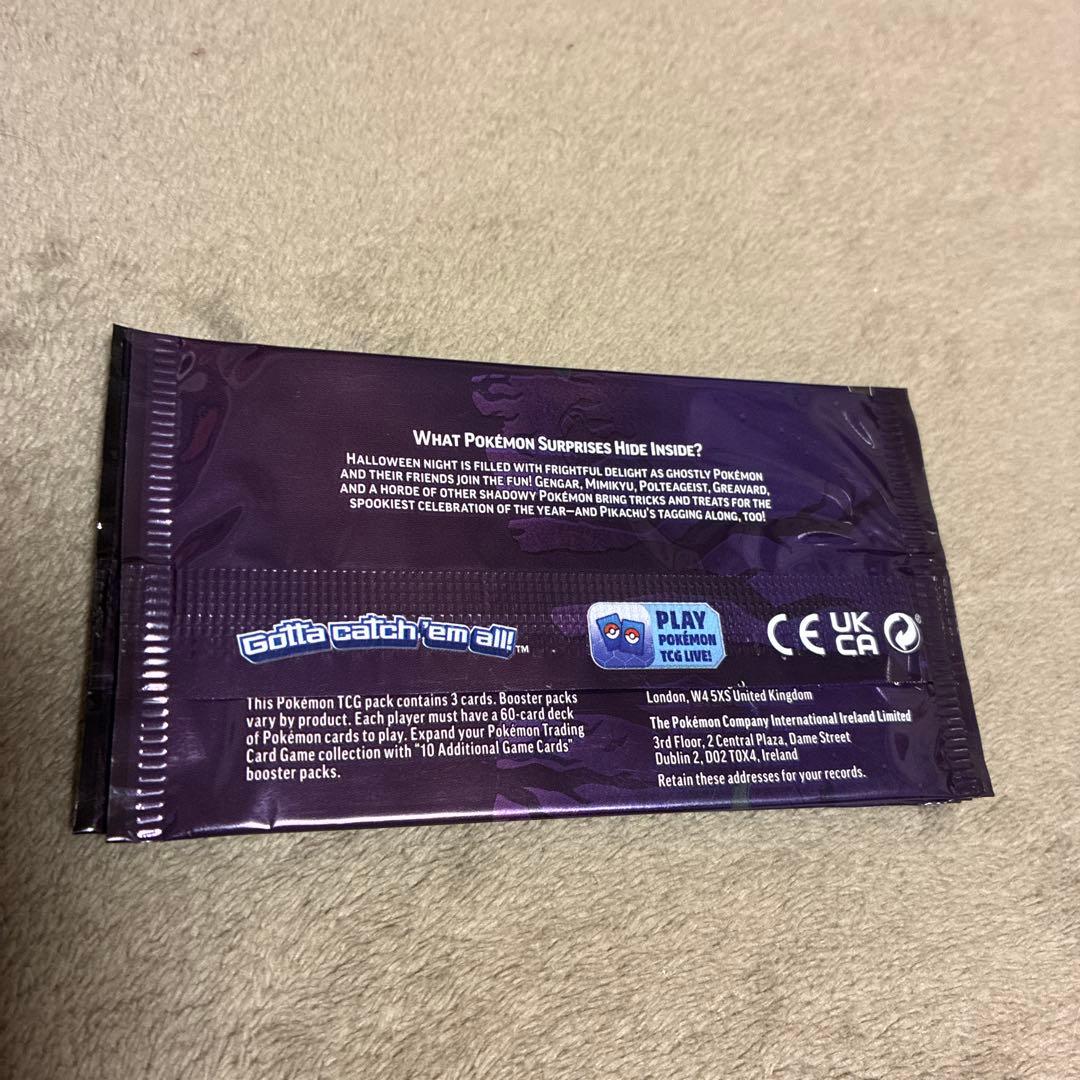 WHAT POKÉMON SURPRISES HIDE INSIDE?
HALLOWEEN NIGHT IS FILLED WITH FRIGHTFUL DELIGHT AS GHOSTLY POKÉMON
AND THEIR FRIENDS JOIN THE FUN! GENGAR, MIMIKYU, POLTEAGEIST, GREAVARD,
AND A HORDE OF OTHER SHADOWY POKÉMON BRING TRICKS AND TREATS FOR THE
SPOOKIEST CELEBRATION OF THE YEAR—AND PIKACHU'S TAGGING ALONG, TOO!
Gotta catch 'em all!™
PLAY
POKÉMON
TCG LIVE!
CE
UK
CA
®
This Pokémon TCG pack contains 3 cards. Booster packs
vary by product. Each player must have a 60-card deck
of Pokémon cards to play. Expand your Pokémon Trading
Card Game collection with "10 Additional Game Cards"
booster packs.
London, W4 5XS United Kingdom
The Pokémon Company International Ireland Limited
3rd Floor, 2 Central Plaza, Dame Street
Dublin 2, D02 T0X4, Ireland
Retain these addresses for your records.